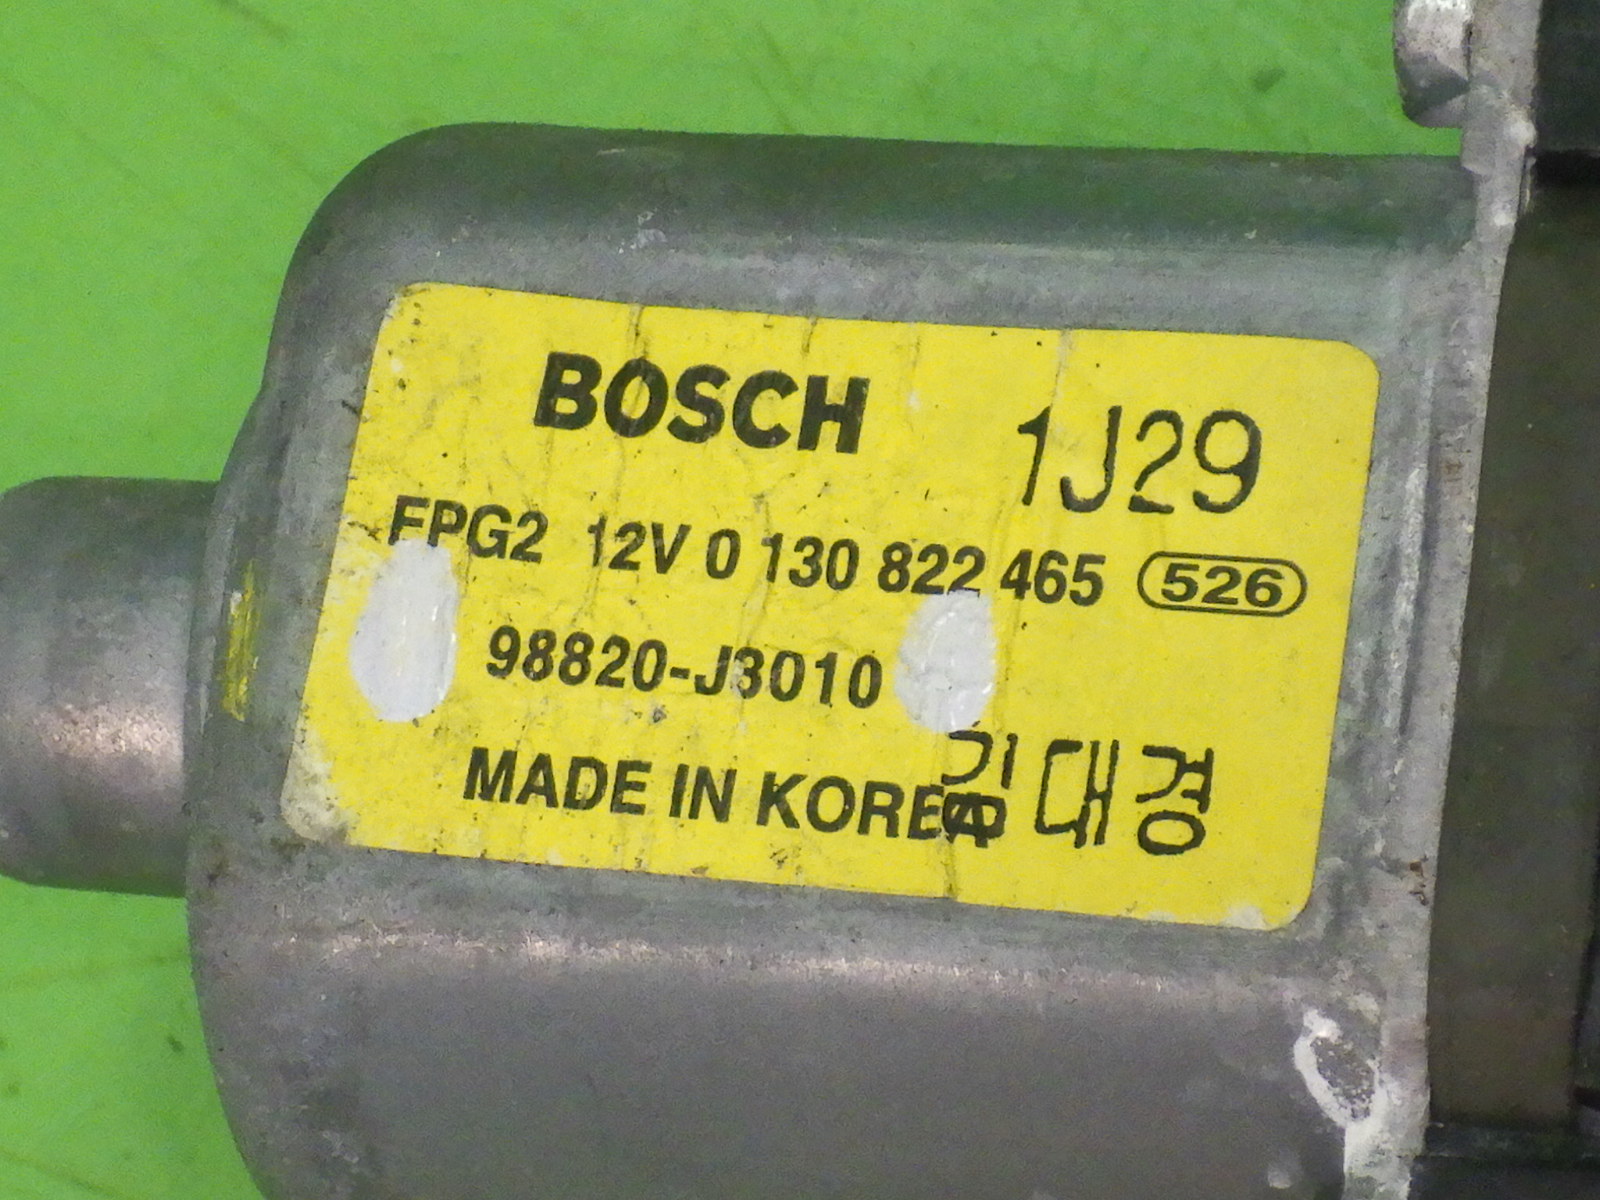 BOSCH 1J29
FPG2 12V 0 130 822 465 526
98820-J3010
MADE IN KOREA
김대경